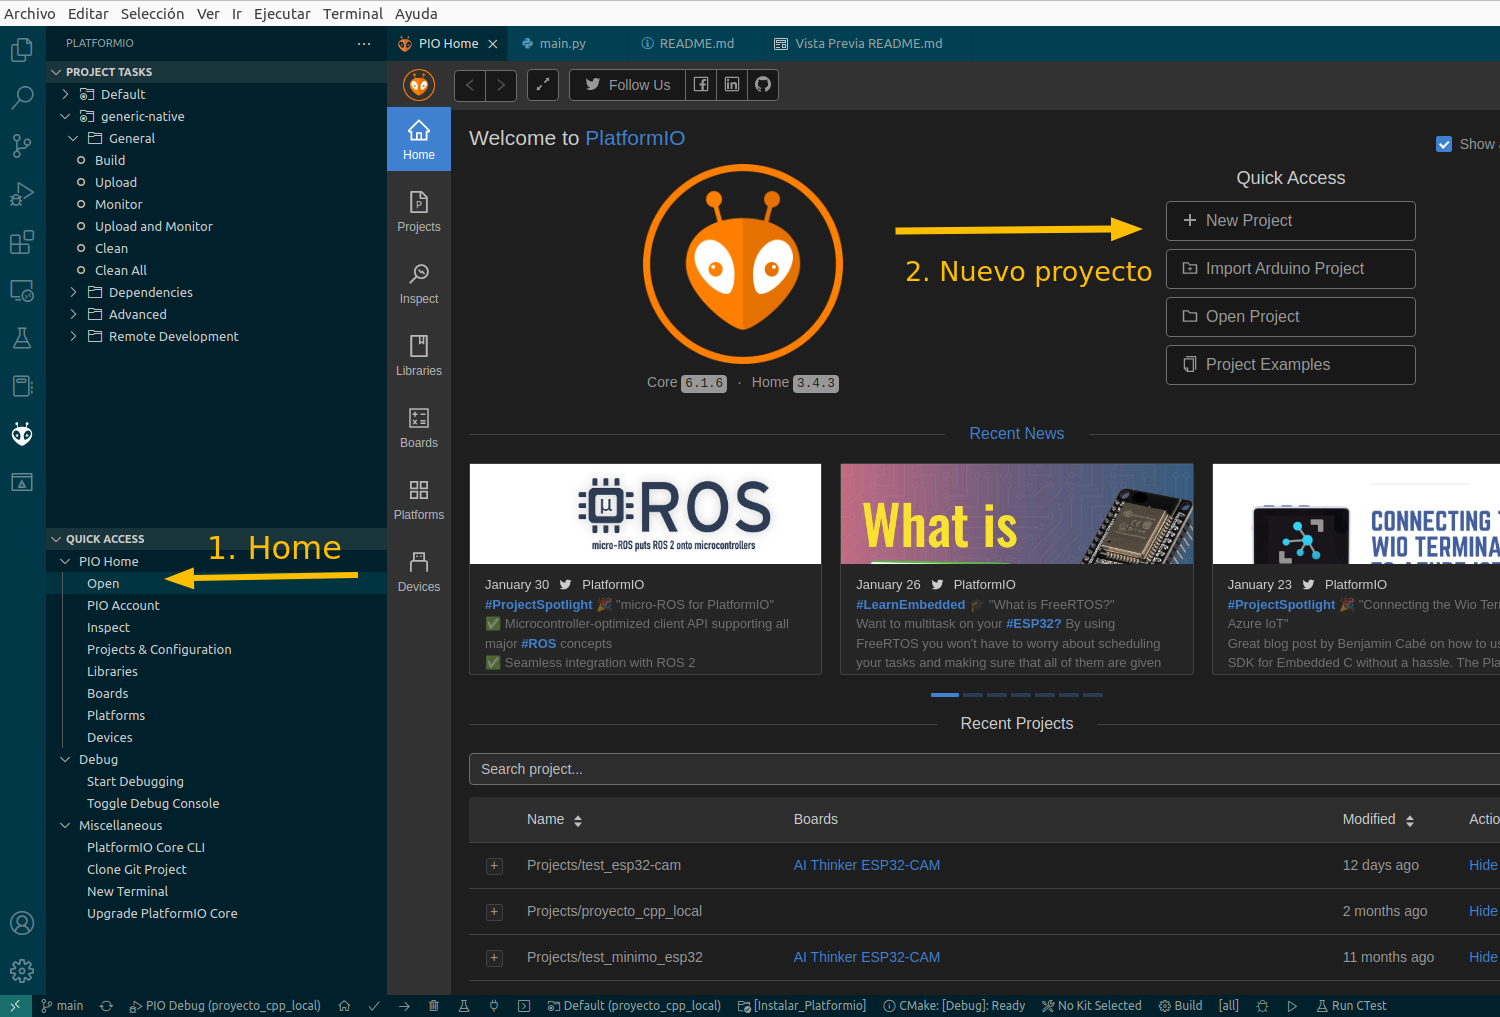 Archivo Editar Selección Ver Ir Ejecutar Terminal Ayuda
PLATFORMIO
PIO Home
main.py
README.md
Vista Previa README.md
PROJECT TASKS
Default
generic-native
General
Build
Upload
Monitor
Upload and Monitor
Clean
Clean All
Dependencies
Advanced
Remote Development
QUICK ACCESS
1. Home
PIO Home
Open
PIO Account
Inspect
Projects & Configuration
Libraries
Boards
Platforms
Devices
Debug
Start Debugging
Toggle Debug Console
Miscellaneous
PlatformIO Core CLI
Clone Git Project
New Terminal
Upgrade PlatformIO Core
Follow Us
Home
Projects
Inspect
Libraries
Boards
Platforms
Devices
Welcome to PlatformIO
Show
Quick Access
New Project
2. Nuevo proyecto
Import Arduino Project
Open Project
Project Examples
Core 6.1.6 · Home 3.4.3
Recent News
μ ROS
micro-ROS puts ROS 2 onto microcontrollers
January 30 PlatformIO
#ProjectSpotlight 🎉 "micro-ROS for PlatformIO"
✅ Microcontroller-optimized client API supporting all
major #ROS concepts
✅ Seamless integration with ROS 2
What is
January 26 PlatformIO
#LearnEmbedded 🎓 "What is FreeRTOS?"
Want to multitask on your #ESP32? By using
FreeRTOS you won't have to worry about scheduling
your tasks and making sure that all of them are given
CONNECTING
WIO TERMINA
January 23 PlatformIO
#ProjectSpotlight 🎉 "Connecting the Wio Ter
Azure IoT"
Great blog post by Benjamin Cabé on how to u
SDK for Embedded C without a hassle. The Pla
Recent Projects
Search project...
Name Boards Modified Actio
Projects/test_esp32-cam AI Thinker ESP32-CAM 12 days ago Hide
Projects/proyecto_cpp_local 2 months ago Hide
Projects/test_minimo_esp32 AI Thinker ESP32-CAM 11 months ago Hide
main PIO Debug (proyecto_cpp_local) Default (proyecto_cpp_local) [Instalar_Platformio] CMake: [Debug]: Ready No Kit Selected Build [all] Run CTest